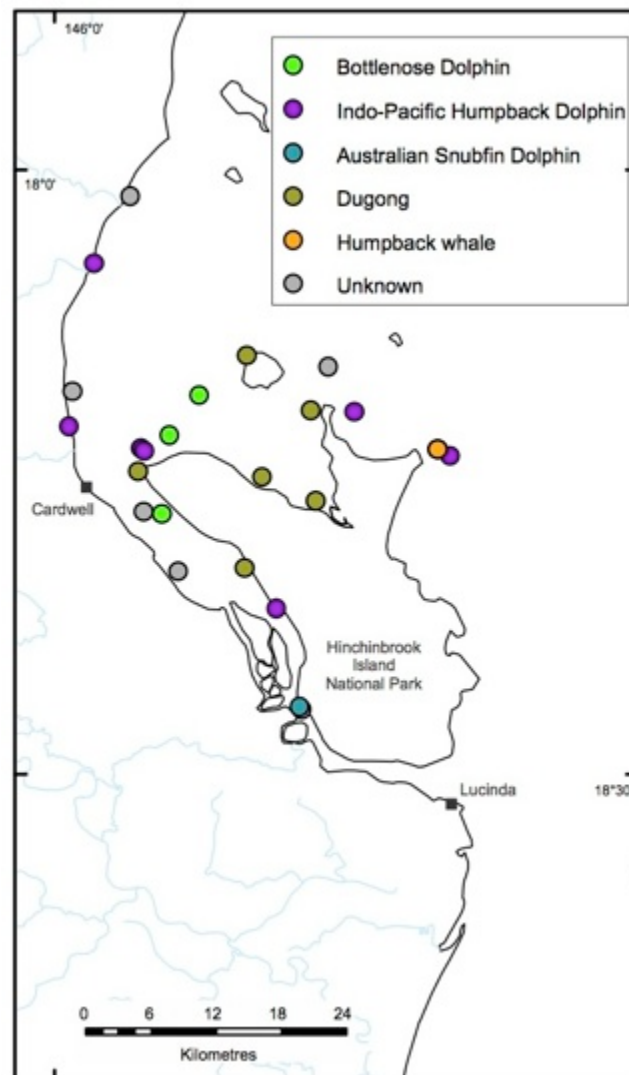 146°0'
Bottlenose Dolphin
Indo-Pacific Humpback Dolphin
18°0'
Australian Snubfin Dolphin
Dugong
Humpback whale
Unknown
Cardwell
Hinchinbrook
Island
National Park
Lucinda
18°30
0 6 12 18 24
Kilometres